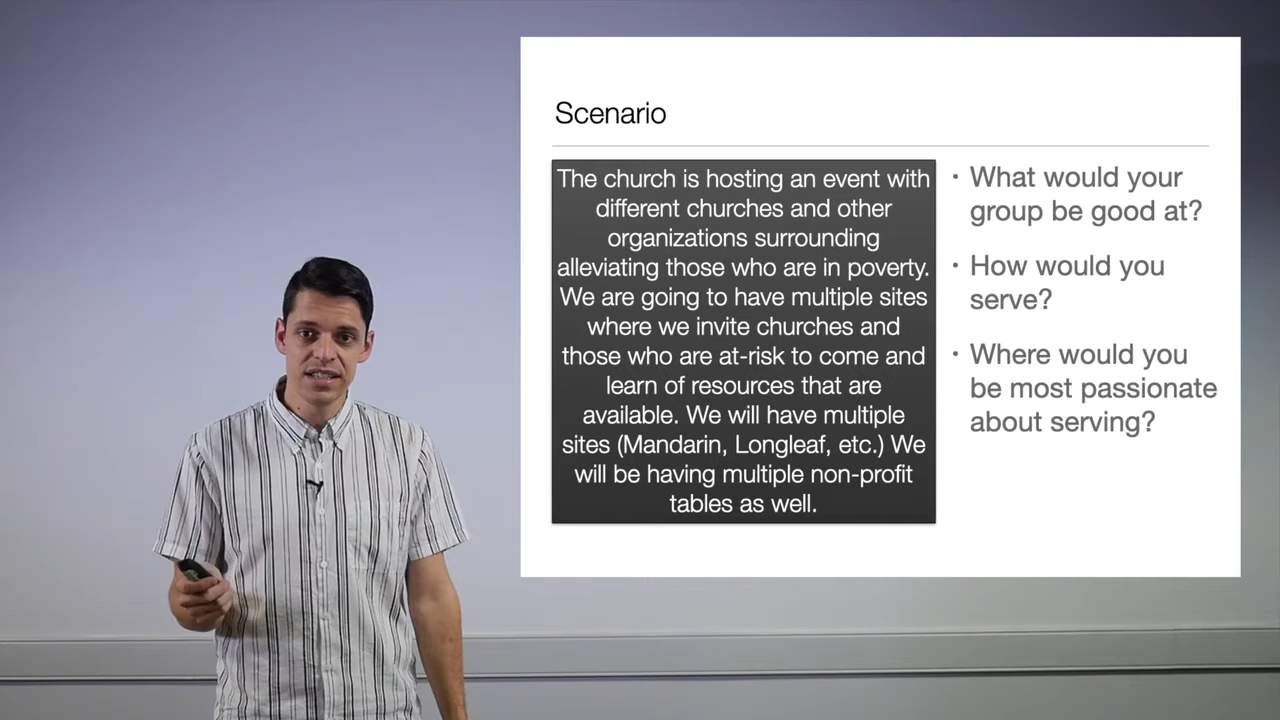 Scenario
The church is hosting an event with
different churches and other
organizations surrounding
alleviating those who are in poverty.
We are going to have multiple sites
where we invite churches and
those who are at-risk to come and
learn of resources that are
available. We will have multiple
sites (Mandarin, Longleaf, etc.) We
will be having multiple non-profit
tables as well.
• What would your
group be good at?
• How would you
serve?
• Where would you
be most passionate
about serving?